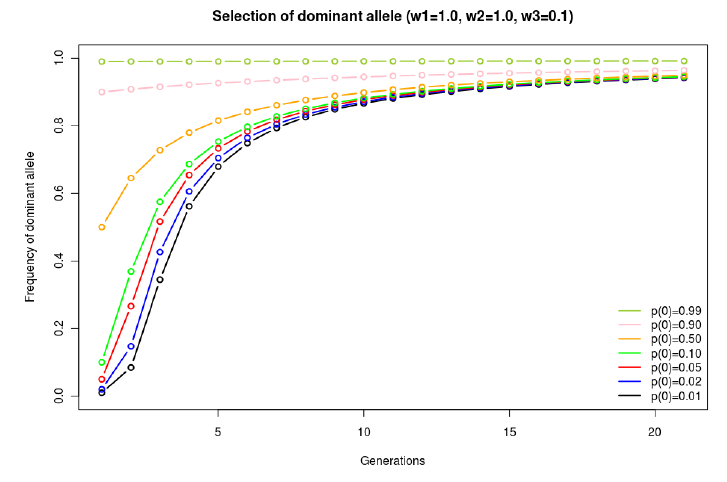 Selection of dominant allele (w1=1.0, w2=1.0, w3=0.1)
Frequency of dominant allele
1.0
0.8
0.6
0.4
0.2
0.0
p(0)=0.99
p(0)=0.90
p(0)=0.50
p(0)=0.10
p(0)=0.05
p(0)=0.02
p(0)=0.01
5 10 15 20
Generations